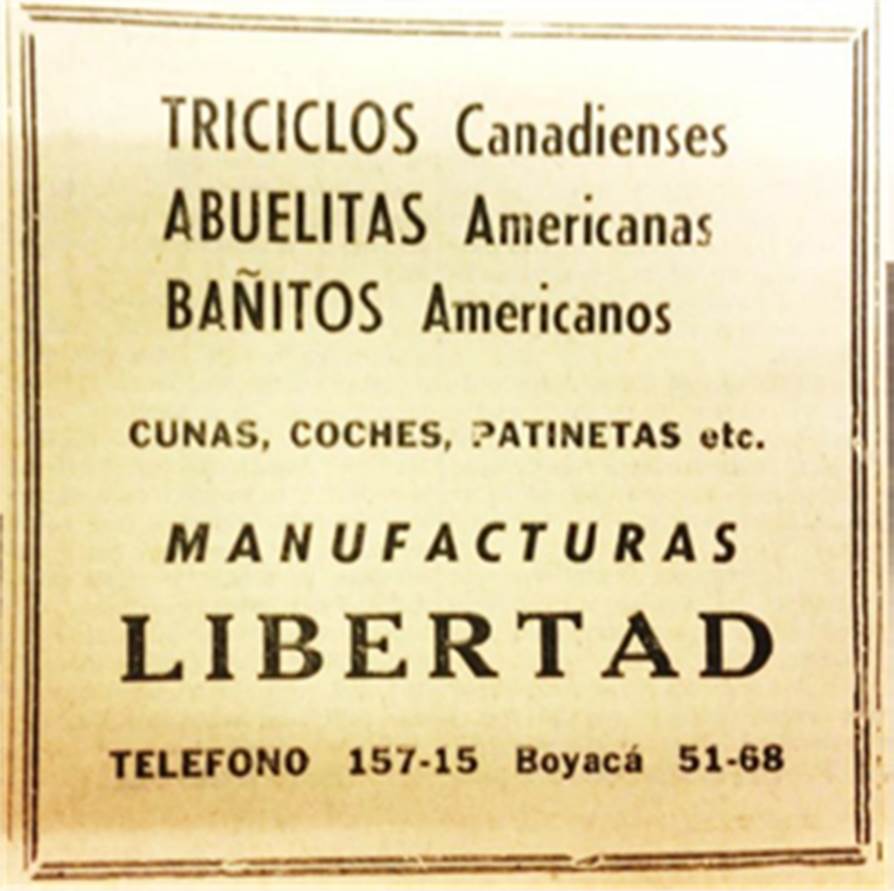 TRICICLOS Canadienses
ABUELITAS Americanas
BAÑITOS Americanos
CUNAS, COCHES, PATINETAS etc.
MANUFACTURAS
LIBERTAD
TELEFONO 157-15 Boyacá 51-68